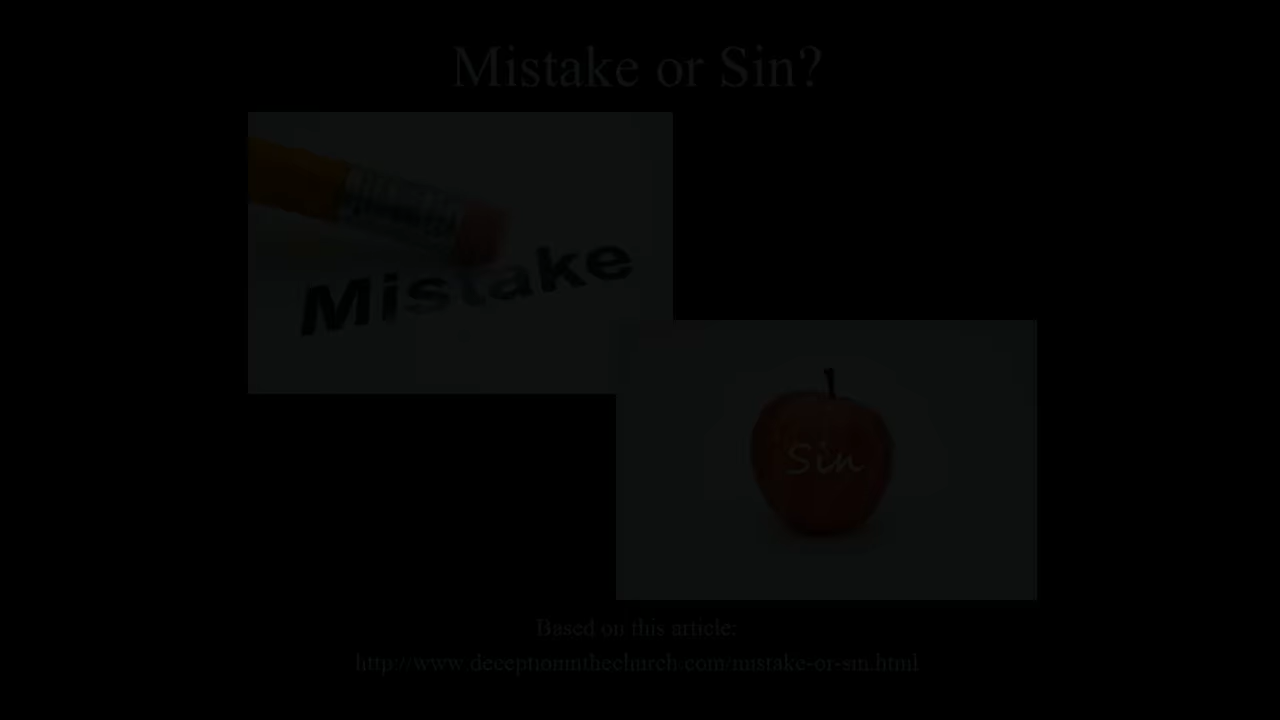 Mistake or Sin?
Mistake
Sin
Based on this article:
http://www.deceptioninthechurch.com/mistake-or-sin.html